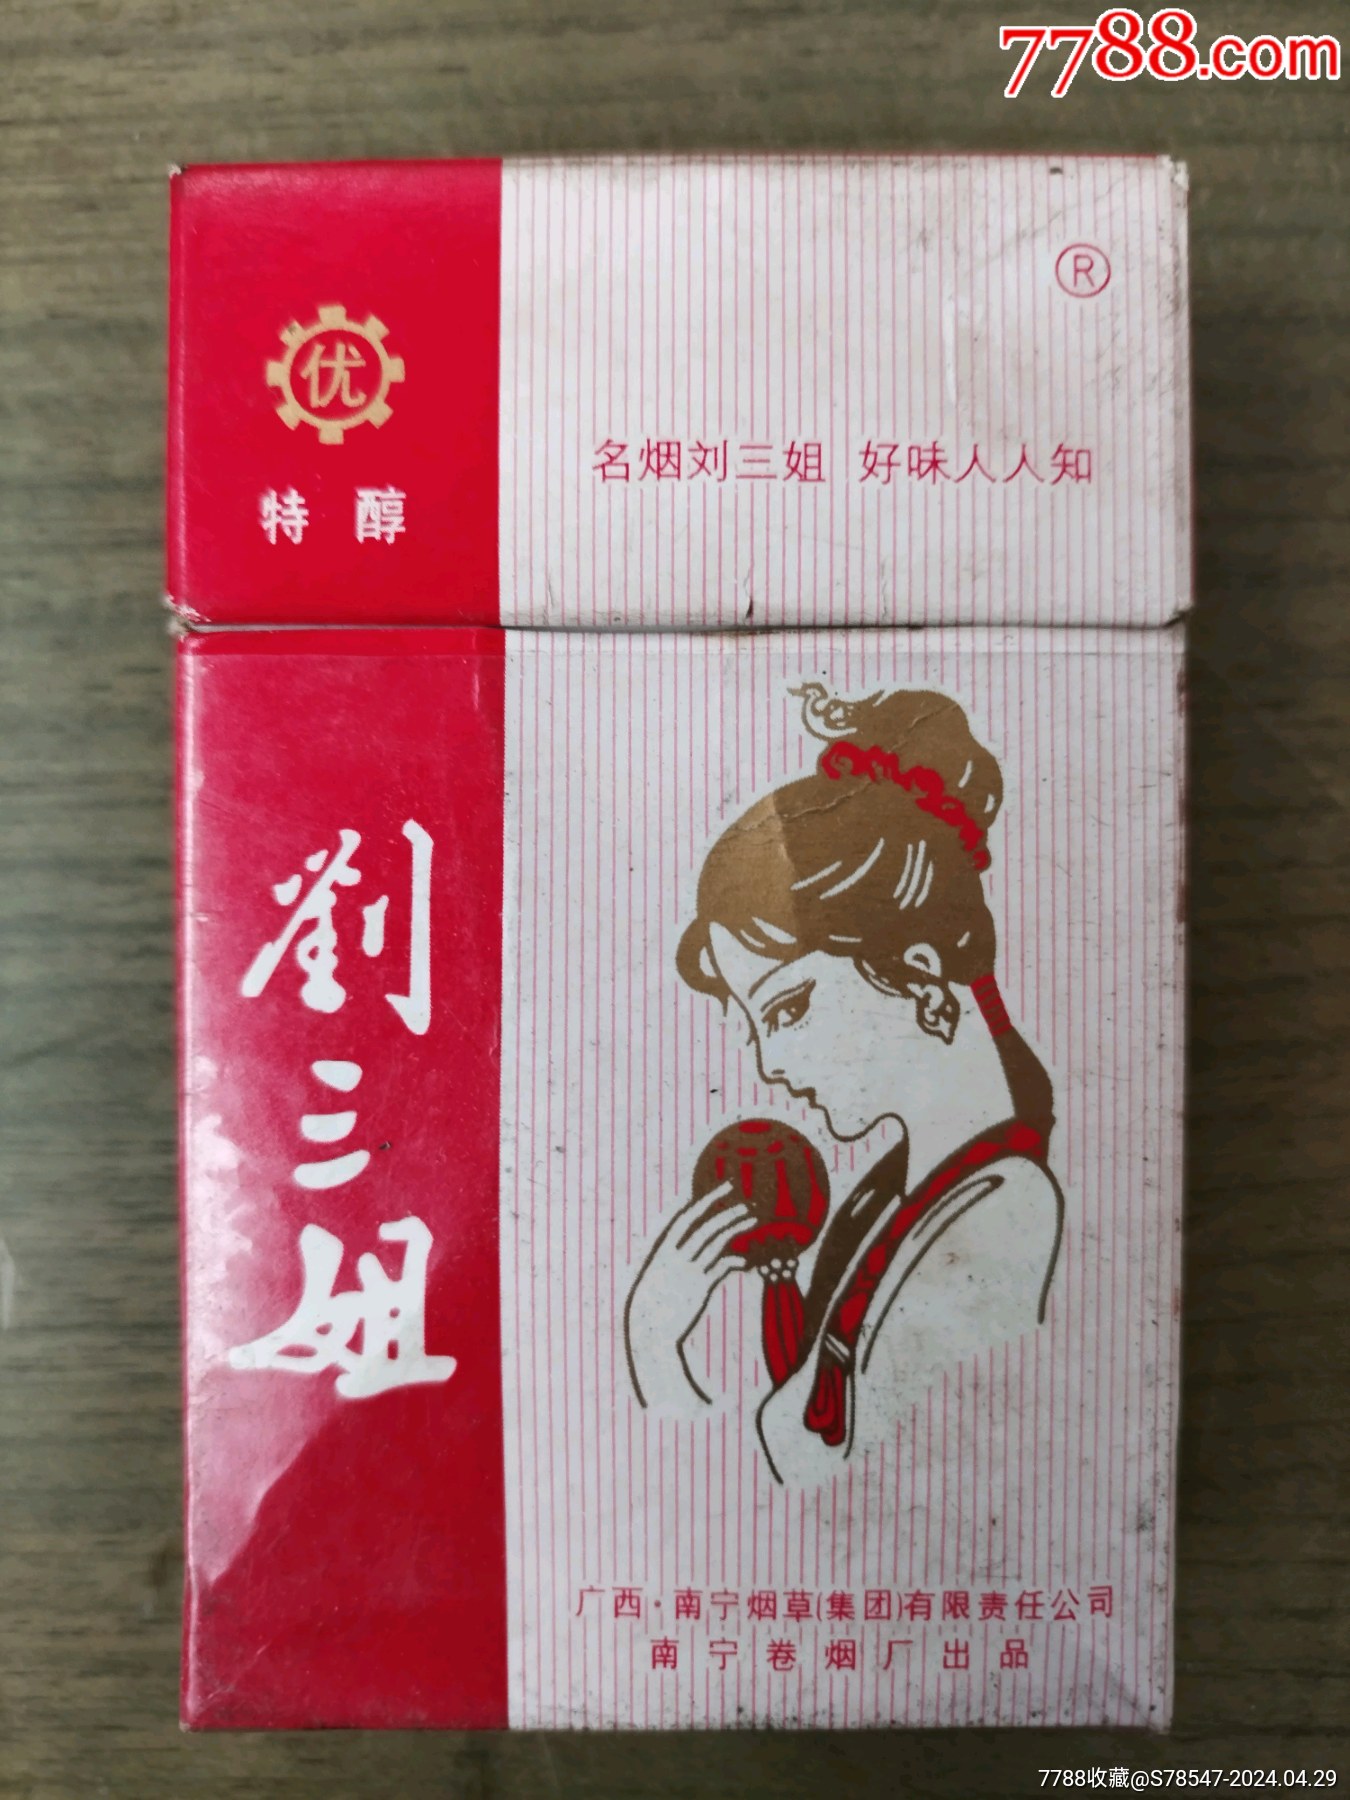 7788.com
®
优
名烟刘三姐 好味人人知
特醇
劉三姐
广西·南宁烟草(集团)有限责任公司
南宁卷烟厂出品
7788收藏@S78547-2024.04.29